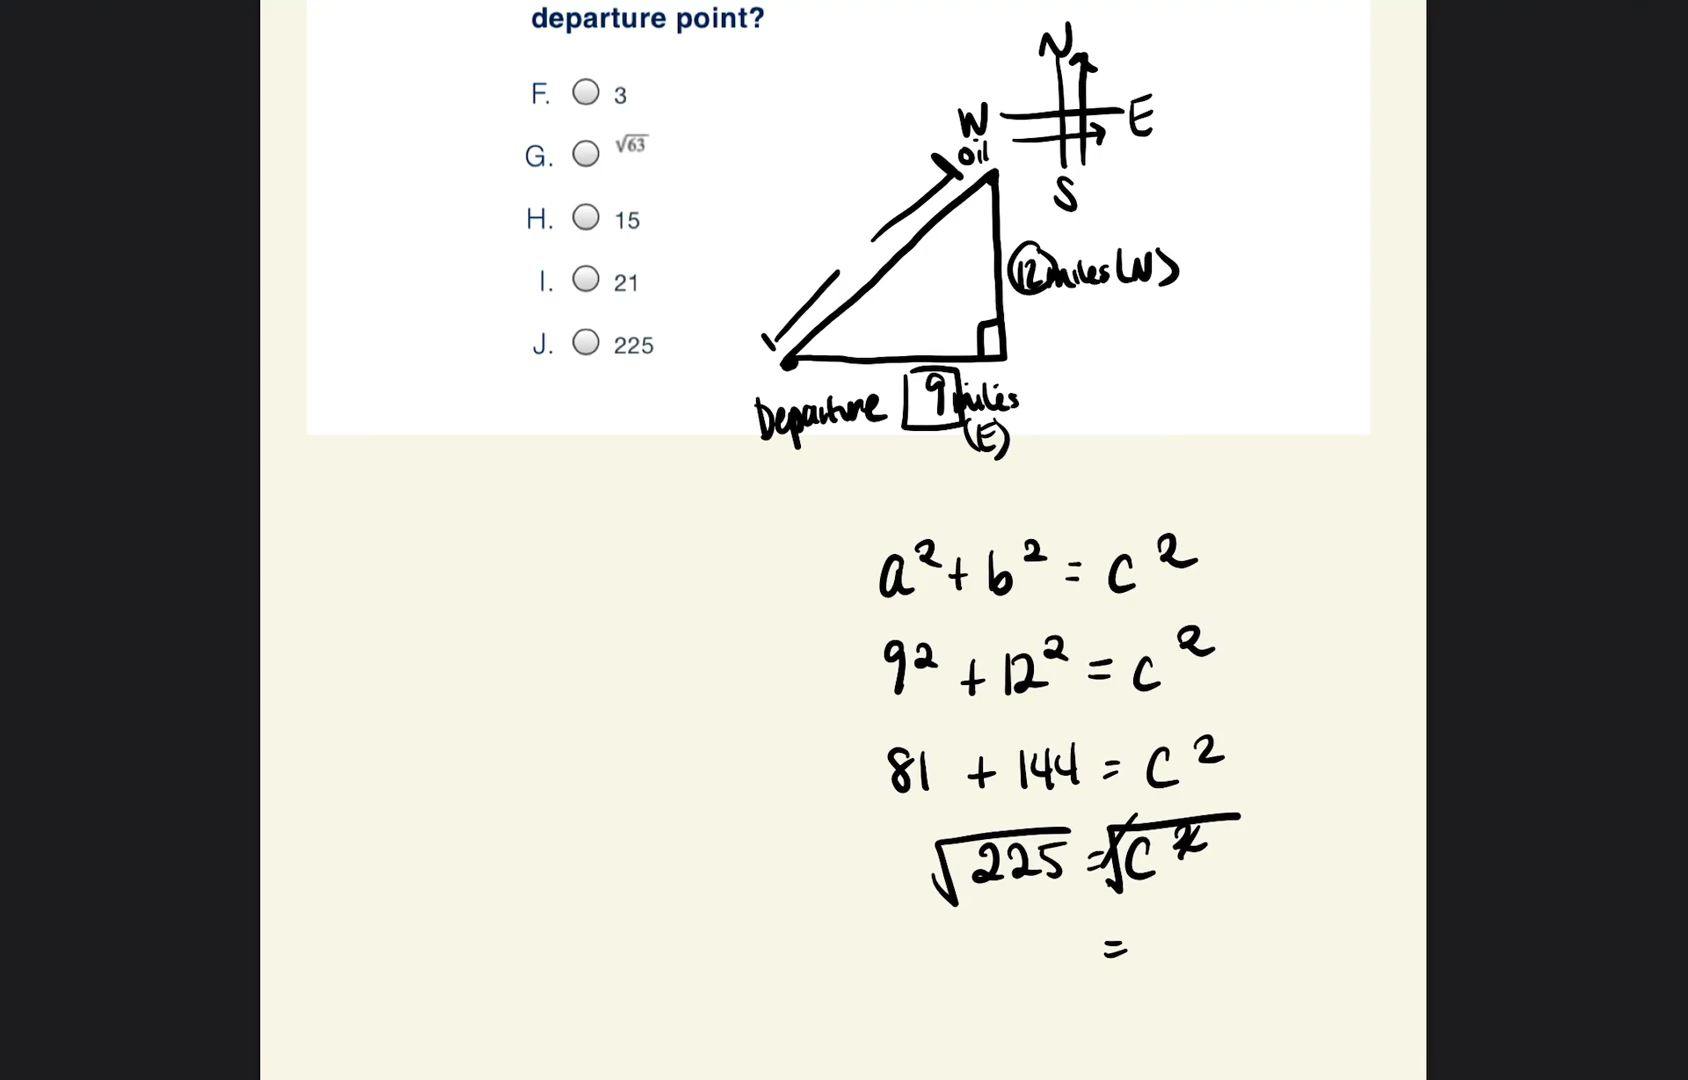 departure point?
N
F. 3
W E
G. √63
oil
S
H. 15
12 miles (N)
I. 21
J. 225
Departure 9 miles
(E)
a² + b² = c²
9² + 12² = c²
81 + 144 = c²
√225 = √c²
=